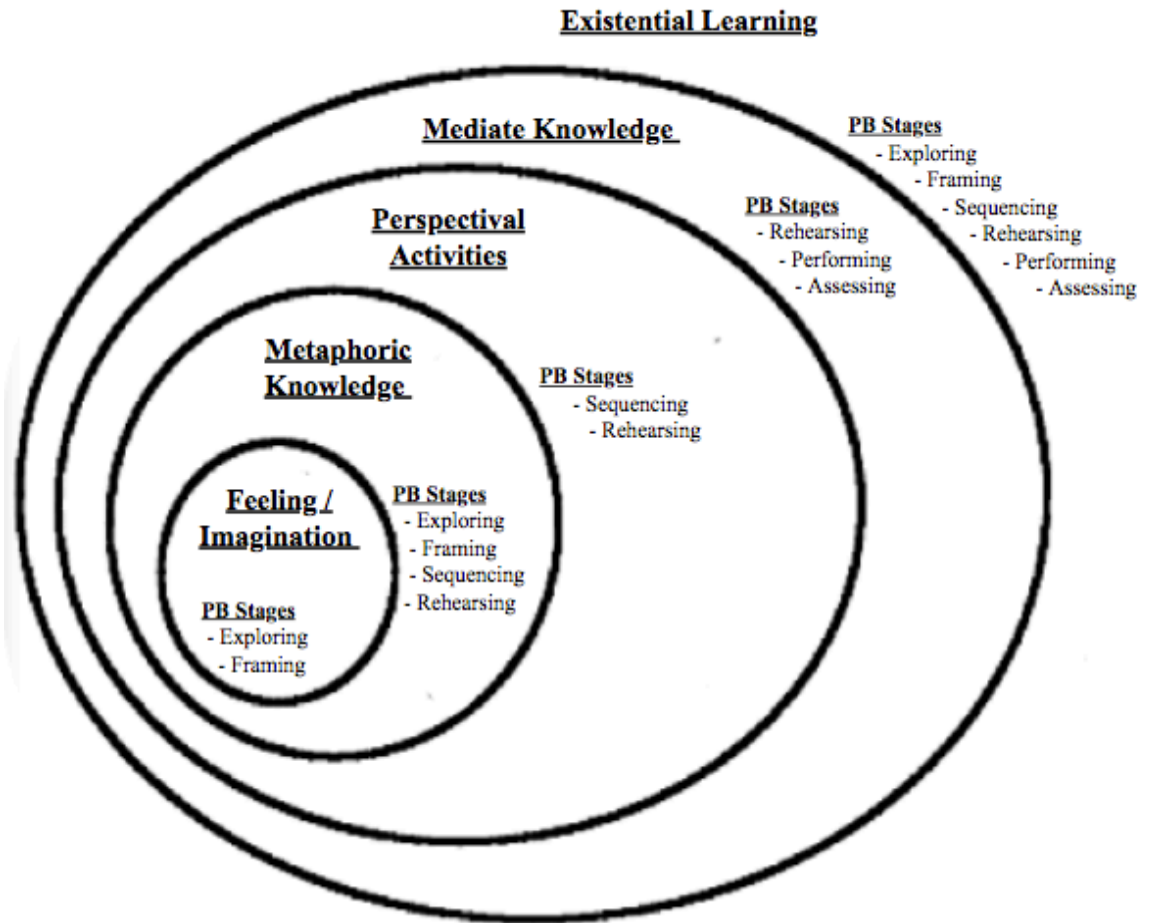 Existential Learning
Mediate Knowledge
PB Stages
- Exploring
- Framing
- Sequencing
- Rehearsing
- Performing
- Assessing
Perspectival
Activities
PB Stages
- Rehearsing
- Performing
- Assessing
Metaphoric
Knowledge
PB Stages
- Sequencing
- Rehearsing
Feeling /
Imagination
PB Stages
- Exploring
- Framing
- Sequencing
- Rehearsing
PB Stages
- Exploring
- Framing